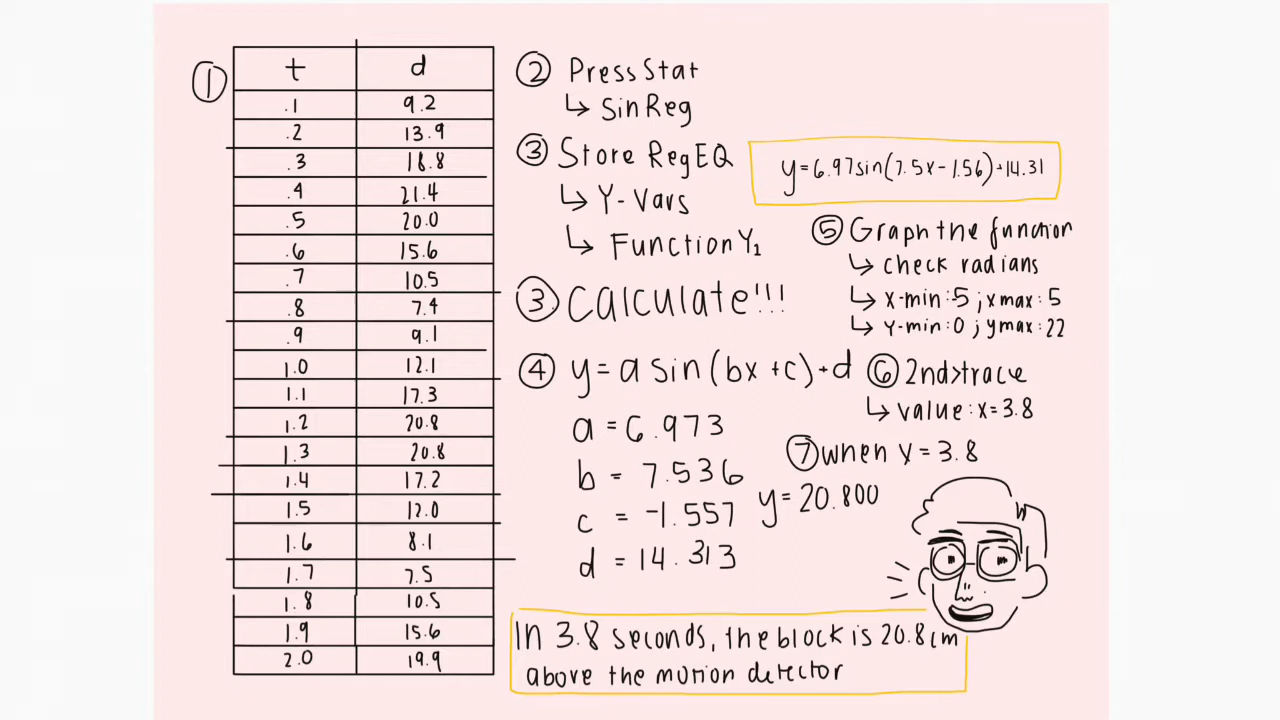 ①
t d
.1 9.2
.2 13.9
.3 18.8
.4 21.4
.5 20.0
.6 15.6
.7 10.5
.8 7.4
.9 9.1
1.0 12.1
1.1 17.3
1.2 20.8
1.3 20.8
1.4 17.2
1.5 12.0
1.6 8.1
1.7 7.5
1.8 10.5
1.9 15.6
2.0 19.9
② Press Stat
↳ Sin Reg
③ Store RegEQ
↳ Y-Vars
↳ Function Y₁
③ Calculate!!!
④ y = a sin(bx + c) + d
a = 6.973
b = 7.536
c = -1.557
d = 14.313
y = 6.97sin(7.5x - 1.56) + 14.31
⑤ Graph the function
↳ check radians
↳ x-min: 5 ; xmax: 5
↳ Y-min: 0 ; ymax: 22
⑥ 2nd > trace
↳ value: x = 3.8
⑦ when x = 3.8
y = 20.800
In 3.8 seconds, the block is 20.8 cm
above the motion detector